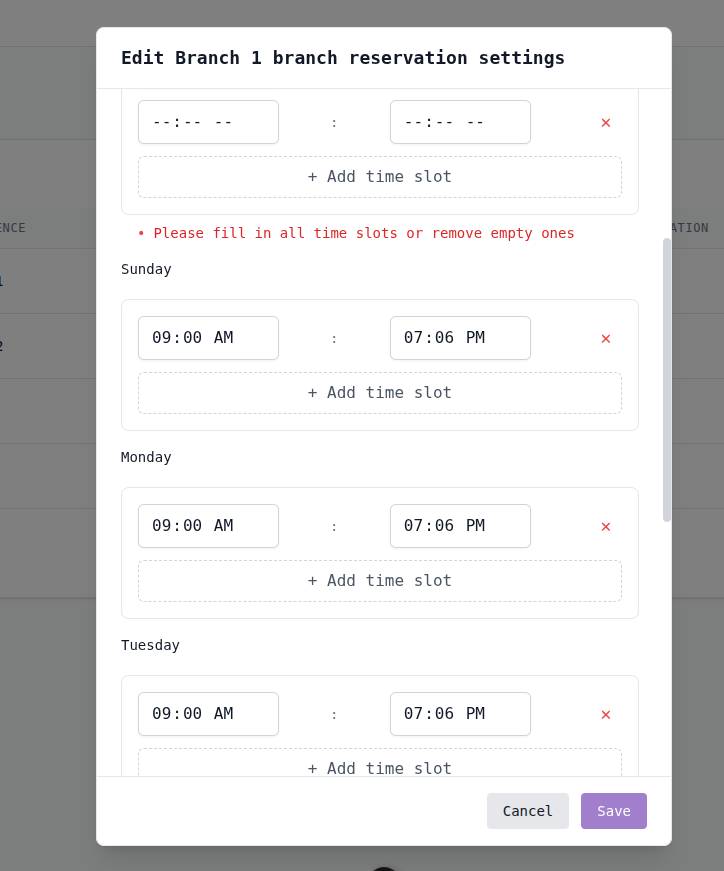 Edit Branch 1 branch reservation settings
ENCE
ATION
--:-- -- : --:-- -- ×
+ Add time slot
• Please fill in all time slots or remove empty ones
Sunday
09:00 AM : 07:06 PM ×
+ Add time slot
Monday
09:00 AM : 07:06 PM ×
+ Add time slot
Tuesday
09:00 AM : 07:06 PM ×
+ Add time slot
2
Cancel Save